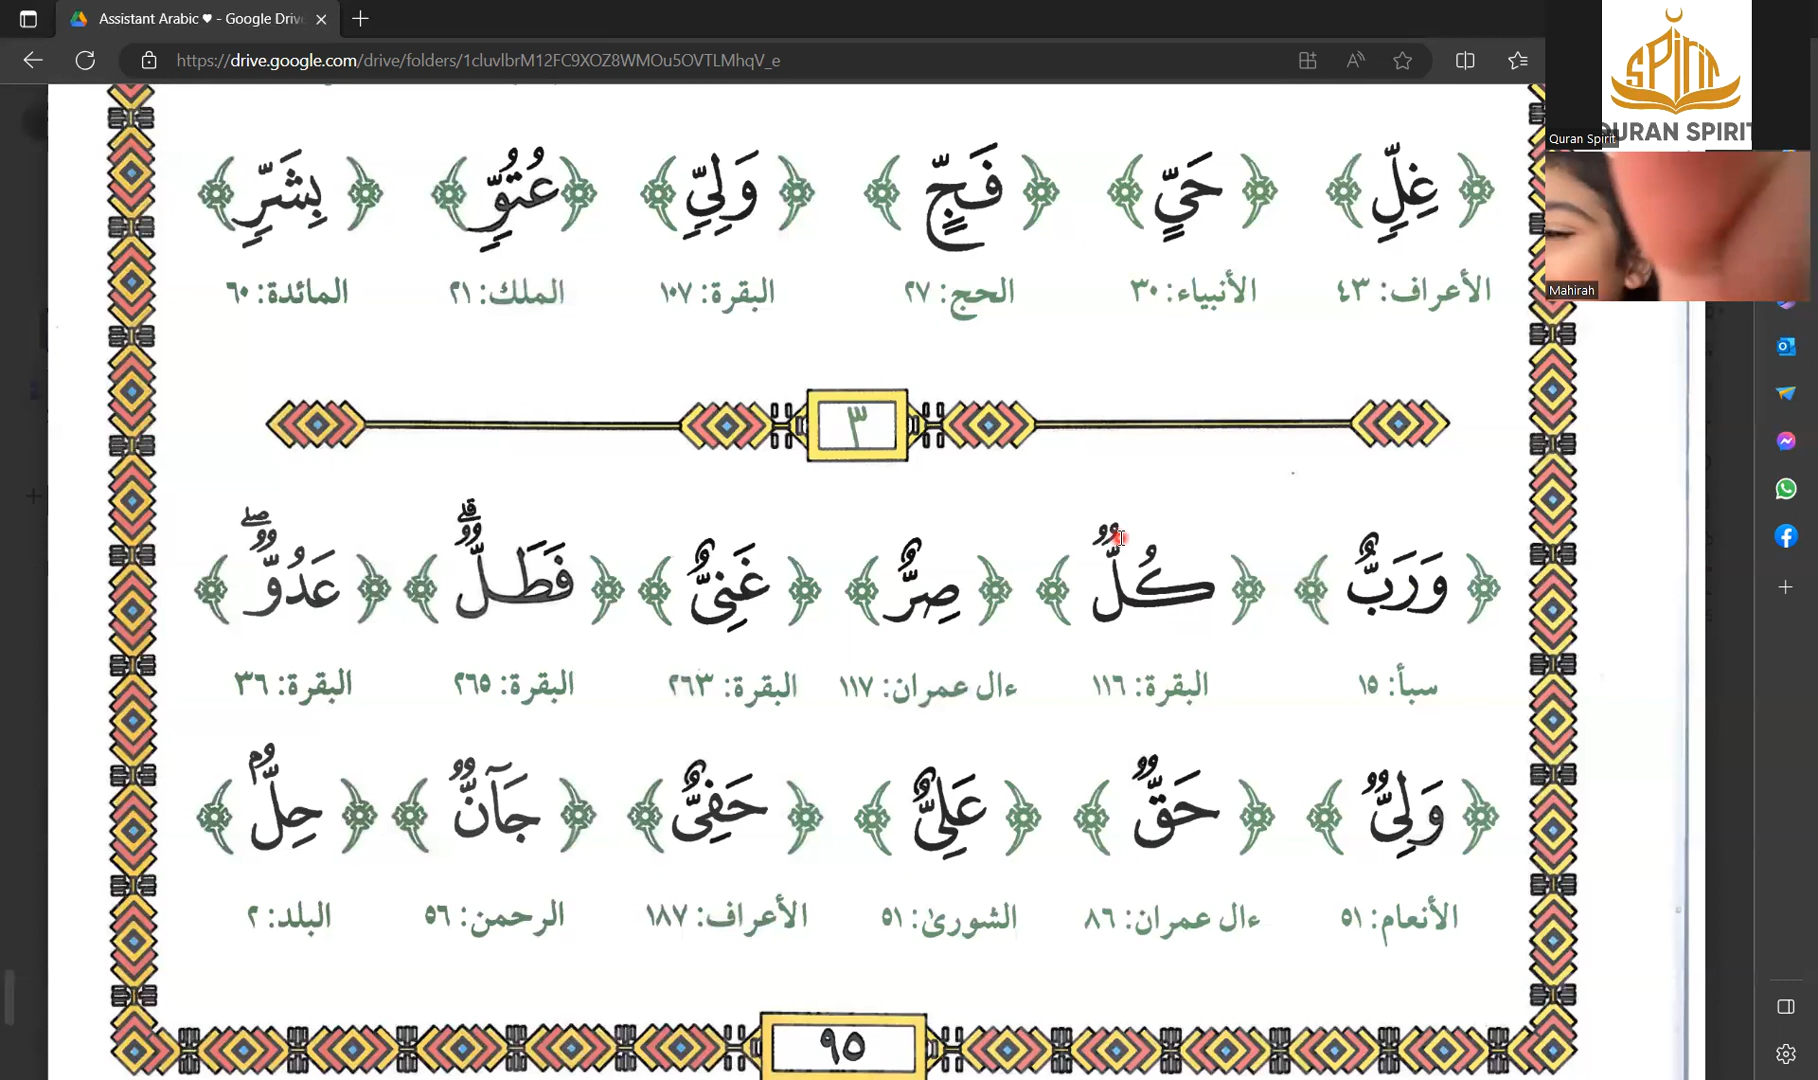 Assistant Arabic ♥ - Google Driv
https://drive.google.com/drive/folders/1cluvlbrM12FC9XOZ8WMOu5OVTLMhqV_e
SPIRIT
QURAN SPIRIT
Quran Spirit
Mahirah
غِلٍّ حَيٍّ فَجٍّ وَلِيٍّ عُتُوٍّ بِشَرٍّ
الأعراف: ٤٣ الأنبياء: ٣٠ الحج: ٢٧ البقرة: ١٠٧ الملك: ٢١ المائدة: ٦٠
٣
وَرَبٌّ كُلٌّ صِرٌّ غَنِىٌّ فَطَلٌّ ۗ عَدُوٌّ ۖ
سبأ: ١٥ البقرة: ١١٦ ءال عمران: ١١٧ البقرة: ٢٦٣ البقرة: ٢٦٥ البقرة: ٣٦
وَلِىٌّ حَقٌّ عَلِىٌّ حَفِىٌّ جَآنٌّ حِلٌّۢ
الأنعام: ٥١ ءال عمران: ٨٦ الشورىٰ: ٥١ الأعراف: ١٨٧ الرحمن: ٥٦ البلد: ٢
٩٥